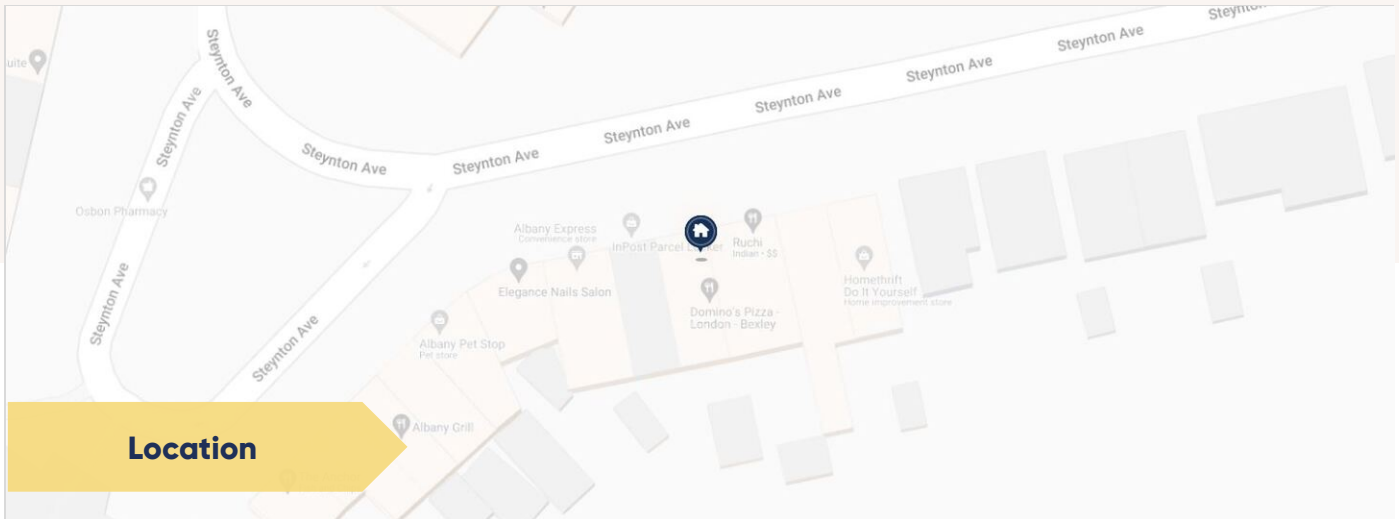 Steynton Ave
Steynton Ave
Steynton Ave
Steynton Ave
Steynton Ave
uite
Steynton Ave
Steynton Ave
Steynton Ave
Steynton Ave
Osbon Pharmacy
Albany Express
Convenience store
InPost Parcel Locker
Ruchi
Indian · $$
Steynton Ave
Elegance Nails Salon
Homethrift
Do It Yourself
Home improvement store
Domino's Pizza -
London - Bexley
Steynton Ave
Albany Pet Stop
Pet store
Albany Grill
Location